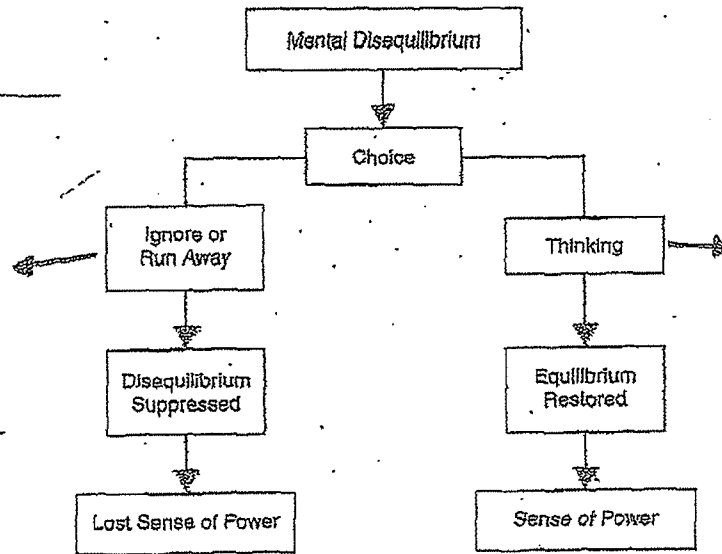 Mental Disequilibrium
Choice
Ignore or
Run Away
Thinking
Disequilibrium
Suppressed
Equilibrium
Restored
Lost Sense of Power
Sense of Power